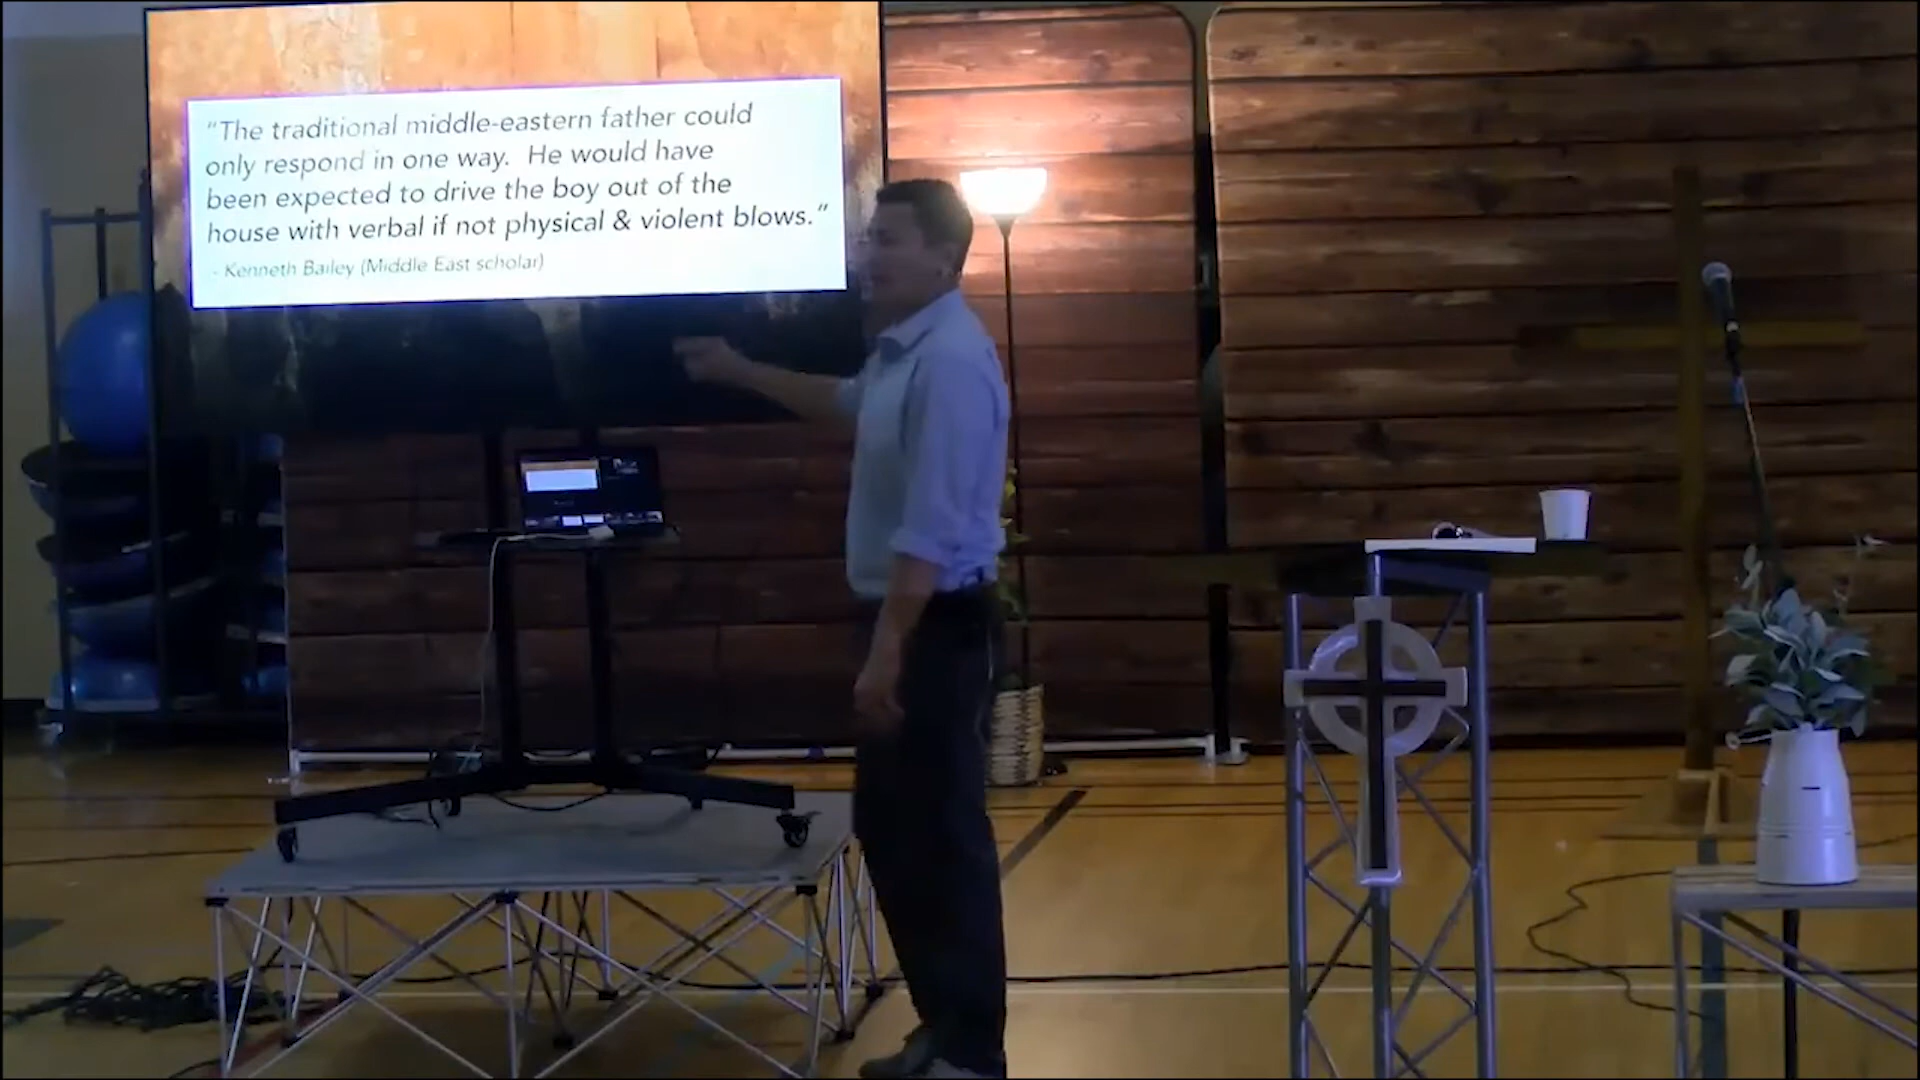 “The traditional middle-eastern father could
only respond in one way.  He would have
been expected to drive the boy out of the
house with verbal if not physical & violent blows.”
- Kenneth Bailey (Middle East scholar)